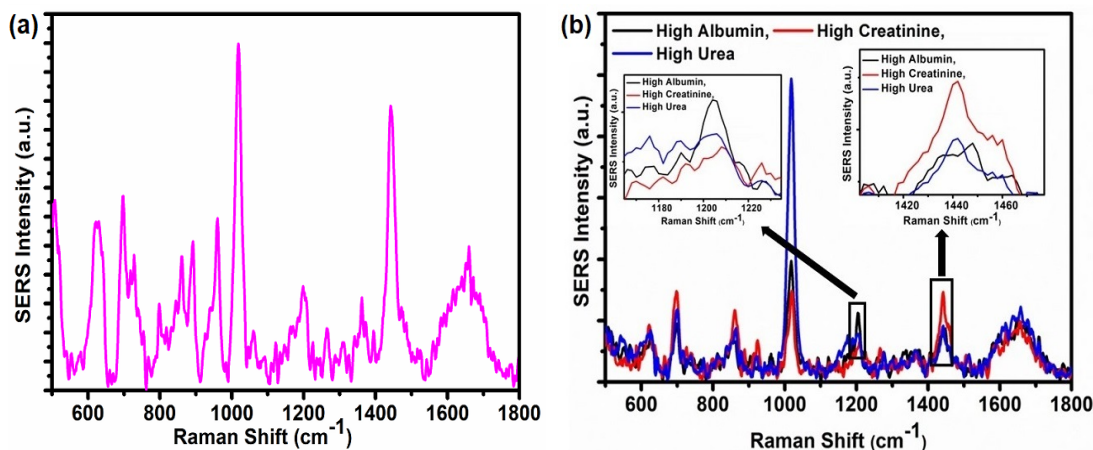 (a)
SERS Intensity (a.u.)
600 800 1000 1200 1400 1600 1800
Raman Shift (cm-1)
(b)
High Albumin, High Creatinine,
High Urea
SERS Intensity (a.u.)
High Albumin,
High Creatinine,
High Urea
SERS Intensity (a.u.)
1180 1200 1220
Raman Shift (cm-1)
High Albumin,
High Creatinine,
High Urea
SERS Intensity (a.u.)
1420 1440 1460
Raman Shift (cm-1)
600 800 1000 1200 1400 1600 1800
Raman Shift (cm-1)